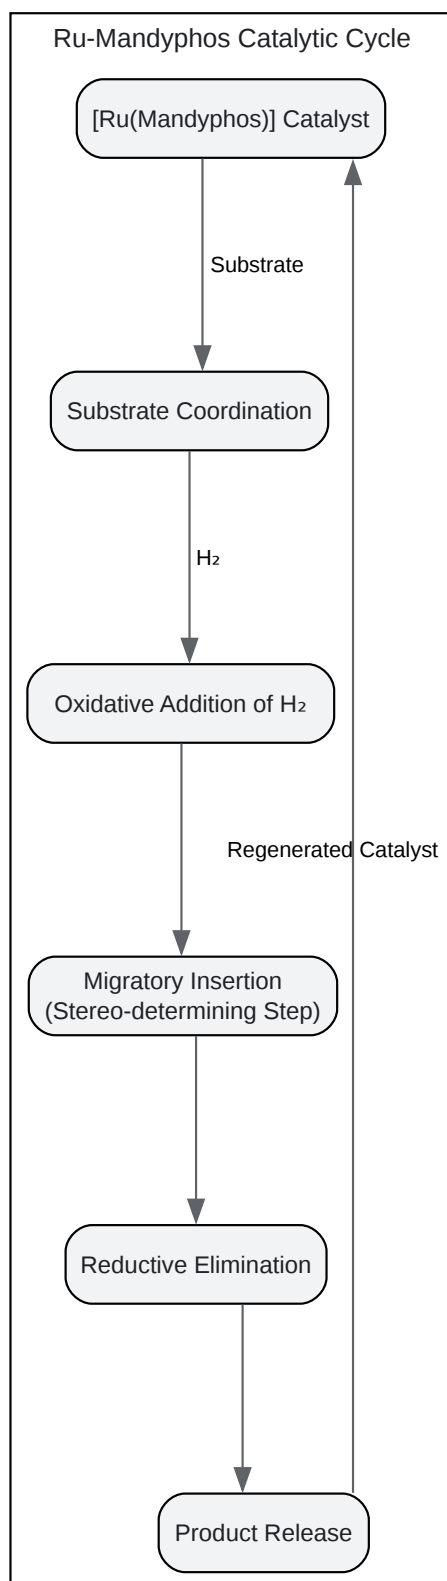 Ru-Mandyphos Catalytic Cycle
[Ru(Mandyphos)] Catalyst
Substrate
Substrate Coordination
H₂
Oxidative Addition of H₂
Regenerated Catalyst
Migratory Insertion
(Stereo-determining Step)
Reductive Elimination
Product Release